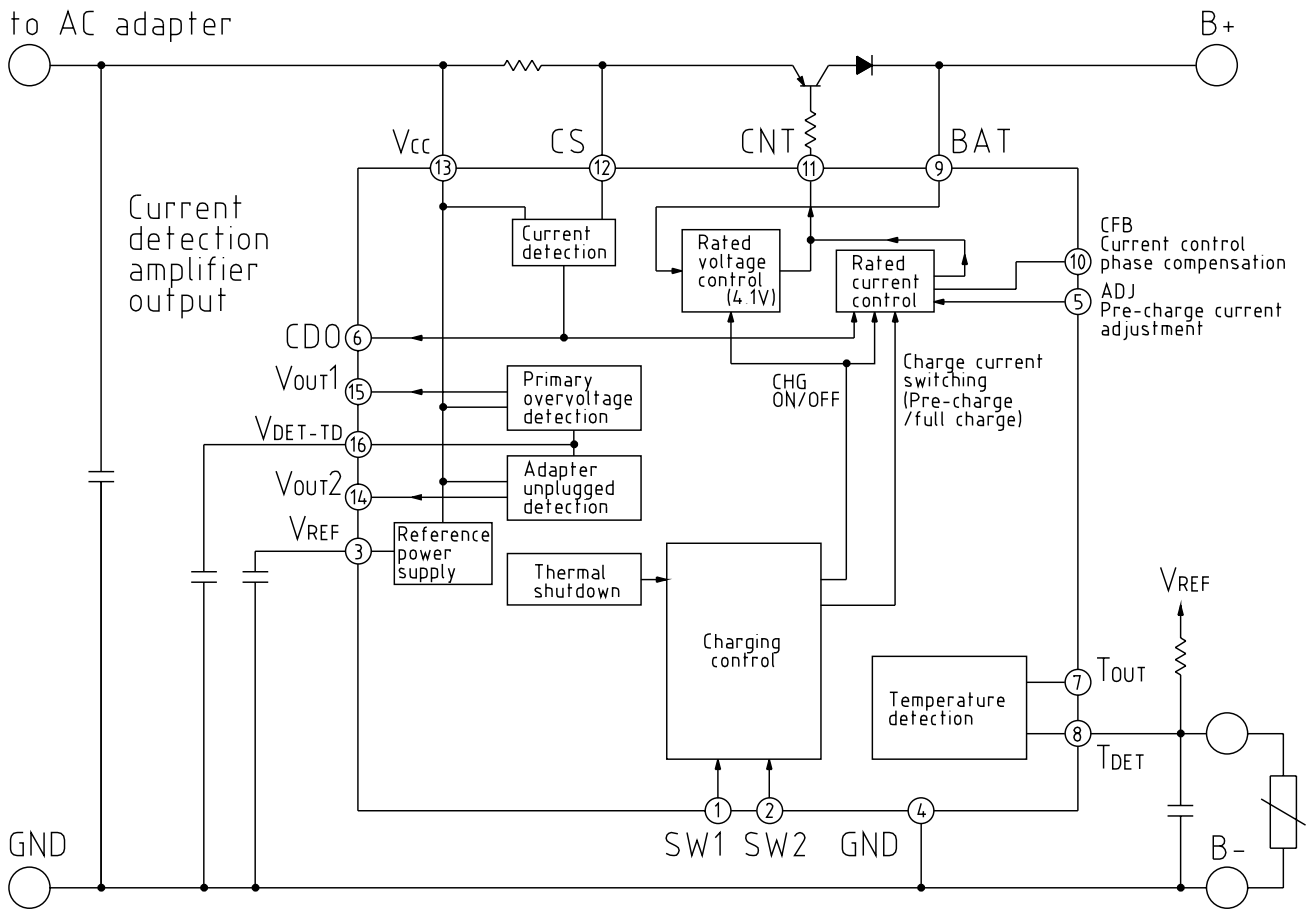 to AC adapter
B+
VCC
CS
CNT
BAT
13
12
11
9
Current
detection
amplifier
output
Current
detection
Rated
voltage
control
(4.1V)
Rated
current
control
10
CFB
Current control
phase compensation
5
ADJ
Pre-charge current
adjustment
CDO
6
VOUT1
15
Primary
overvoltage
detection
CHG
ON/OFF
Charge current
switching
(Pre-charge
/full charge)
VDET-TD
16
VOUT2
14
Adapter
unplugged
detection
VREF
3
Reference
power
supply
Thermal
shutdown
Charging
control
VREF
Temperature
detection
7
TOUT
8
TDET
1
2
4
SW1
SW2
GND
GND
B-